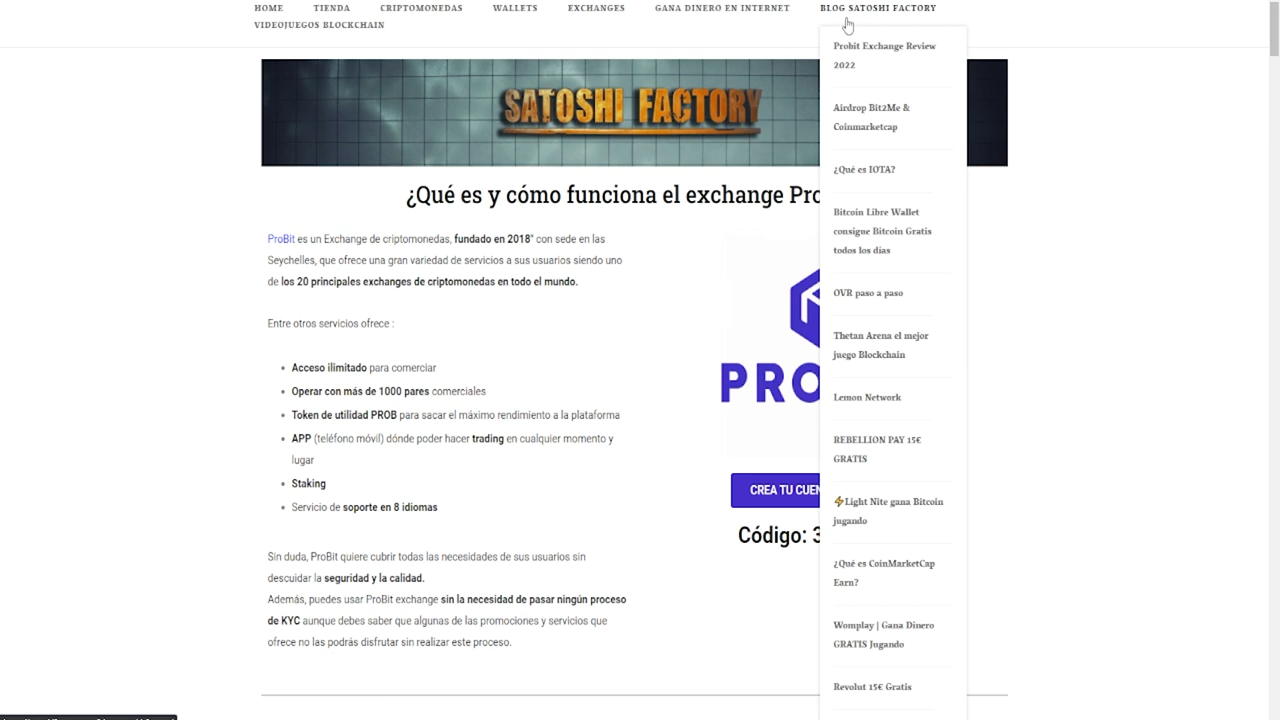 HOME TIENDA CRIPTOMONEDAS WALLETS EXCHANGES GANA DINERO EN INTERNET BLOG SATOSHI FACTORY
VIDEOJUEGOS BLOCKCHAIN
SATOSHI FACTORY
¿Qué es y cómo funciona el exchange
ProBit es un Exchange de criptomonedas, fundado en 2018" con sede en las
Seychelles, que ofrece una gran variedad de servicios a sus usuarios siendo uno
de los 20 principales exchanges de criptomonedas en todo el mundo.
Entre otros servicios ofrece :
• Acceso ilimitado para comerciar
• Operar con más de 1000 pares comerciales
• Token de utilidad PROB para sacar el máximo rendimiento a la plataforma
• APP (teléfono móvil) dónde poder hacer trading en cualquier momento y
lugar
• Staking
• Servicio de soporte en 8 idiomas
Sin duda, ProBit quiere cubrir todas las necesidades de sus usuarios sin
descuidar la seguridad y la calidad.
Además, puedes usar ProBit exchange sin la necesidad de pasar ningún proceso
de KYC aunque debes saber que algunas de las promociones y servicios que
ofrece no las podrás disfrutar sin realizar este proceso.
CREA TU
Código:
Probit Exchange Review
2022
Airdrop Bit2Me &
Coinmarketcap
¿Qué es IOTA?
Bitcoin Libre Wallet
consigue Bitcoin Gratis
todos los días
OVR paso a paso
Thetan Arena el mejor
juego Blockchain
Lemon Network
REBELLION PAY 15€
GRATIS
⚡Light Nite gana Bitcoin
jugando
¿Qué es CoinMarketCap
Earn?
Womplay | Gana Dinero
GRATIS Jugando
Revolut 15€ Gratis